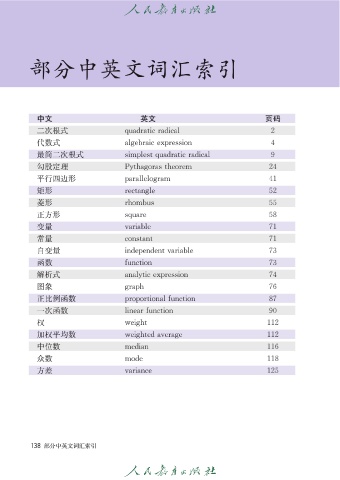 人民教育出版社
部分中英文词汇索引
中文 英文 页码
二次根式 quadratic radical 2
代数式 algebraic expression 4
最简二次根式 simplest quadratic radical 9
勾股定理 Pythagoras theorem 24
平行四边形 parallelogram 41
矩形 rectangle 52
菱形 rhombus 55
正方形 square 58
变量 variable 71
常量 constant 71
自变量 independent variable 73
函数 function 73
解析式 analytic expression 74
图象 graph 76
正比例函数 proportional function 87
一次函数 linear function 90
权 weight 112
加权平均数 weighted average 112
中位数 median 116
众数 mode 118
方差 variance 125
138 部分中英文词汇索引
人民教育出版社